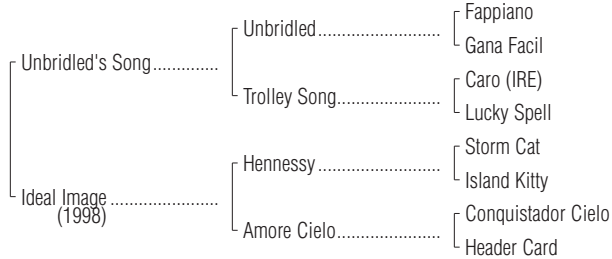 Fappiano
Unbridled..........................
Gana Facil
Unbridled's Song..............
Caro (IRE)
Trolley Song......................
Lucky Spell
Storm Cat
Hennessy ..........................
Island Kitty
Ideal Image .......................
(1998)
Conquistador Cielo
Amore Cielo.......................
Header Card